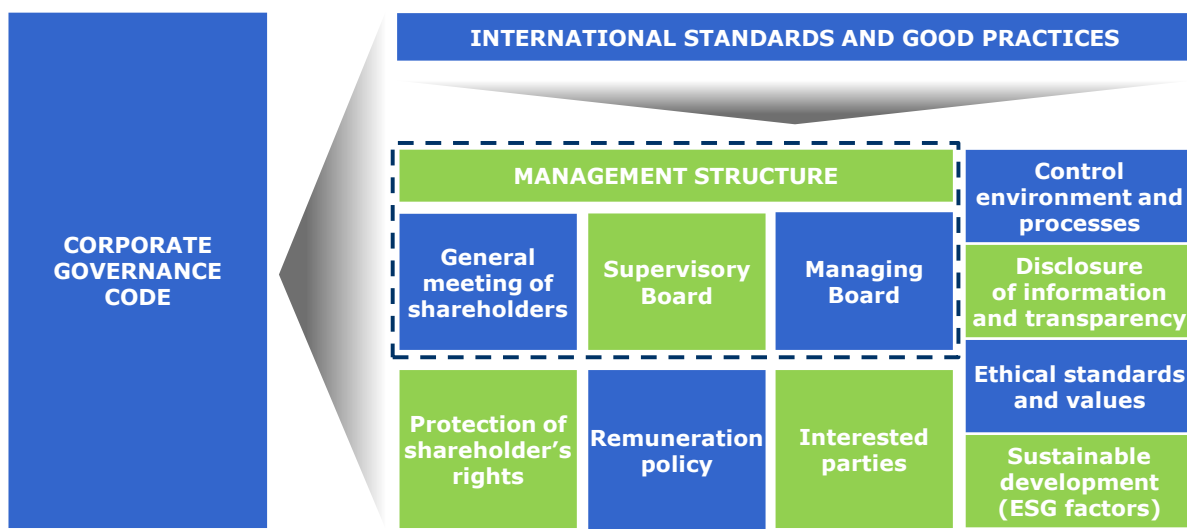 CORPORATE
GOVERNANCE
CODE
INTERNATIONAL STANDARDS AND GOOD PRACTICES
MANAGEMENT STRUCTURE
General
meeting of
shareholders
Supervisory
Board
Managing
Board
Protection of
shareholder’s
rights
Remuneration
policy
Interested
parties
Control
environment and
processes
Disclosure
of information
and transparency
Ethical standards
and values
Sustainable
development
(ESG factors)